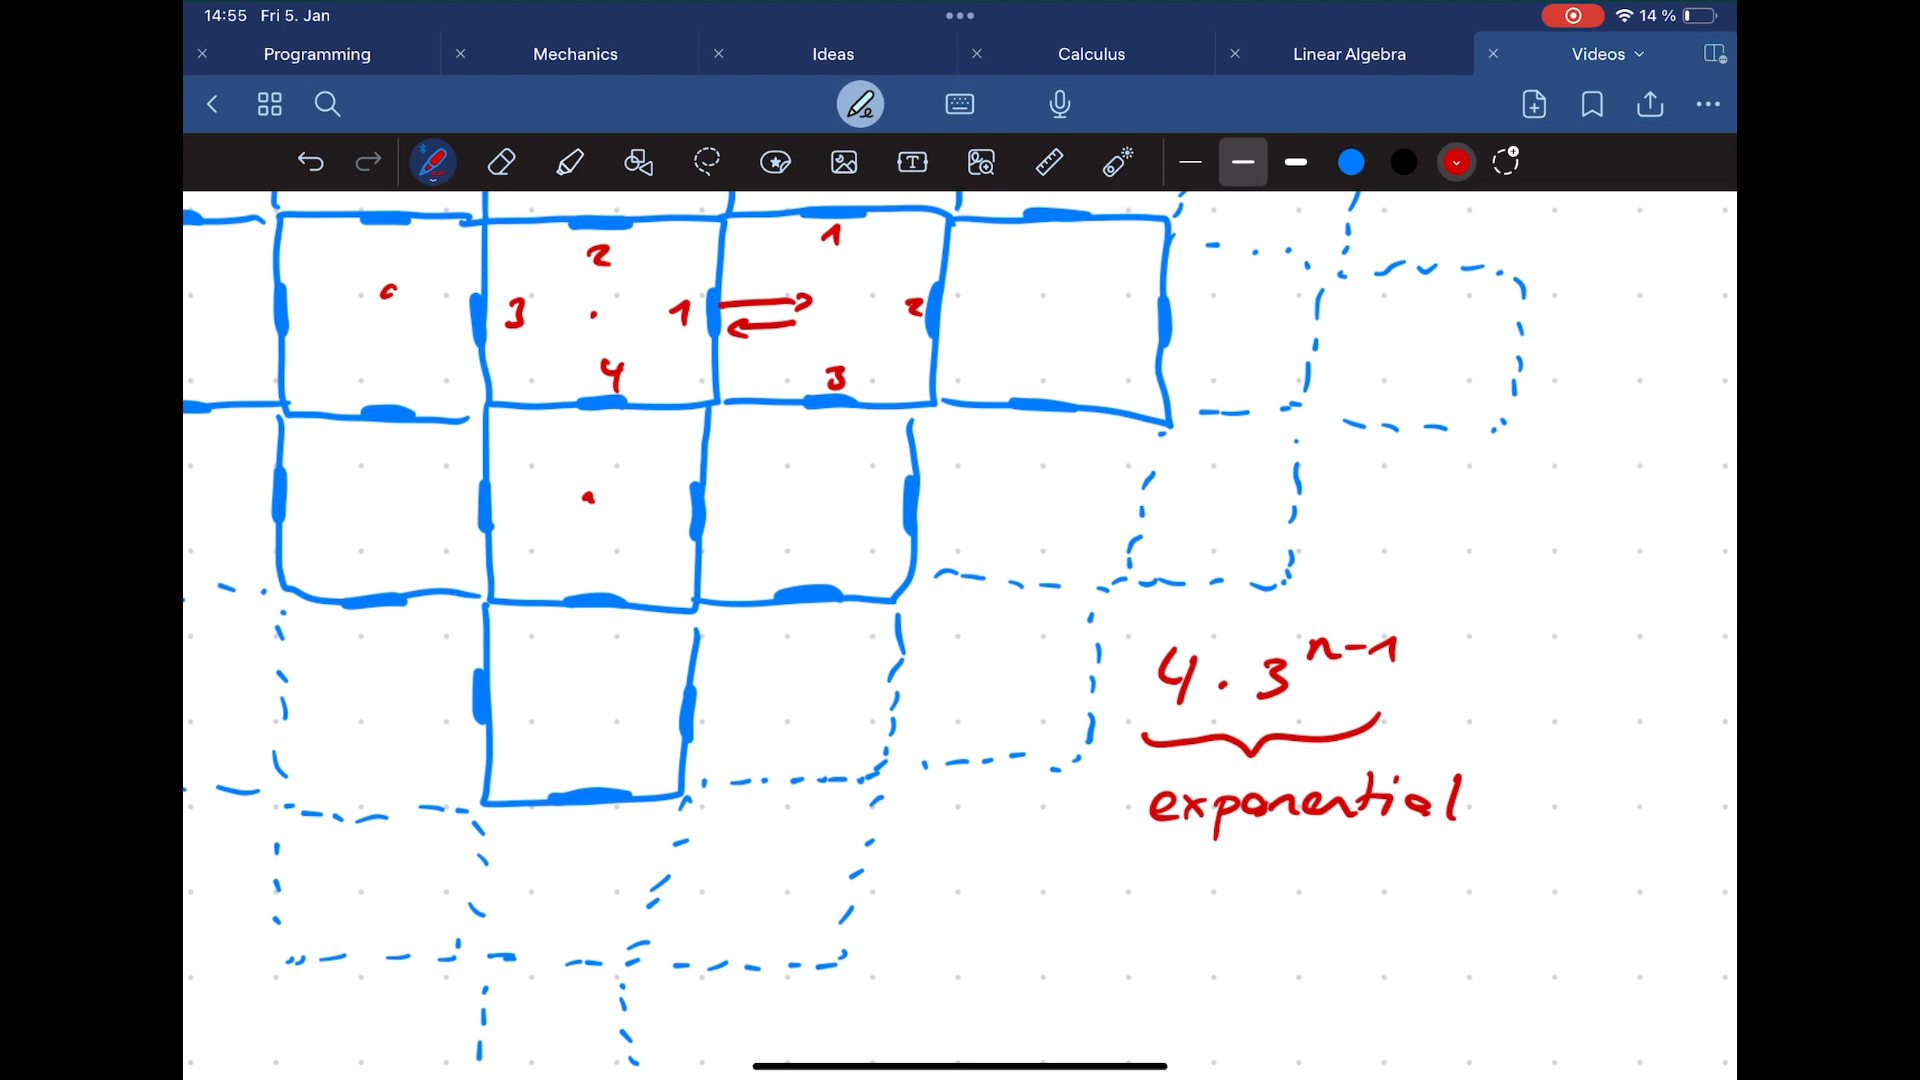 14:55 Fri 5. Jan
14 %
Programming Mechanics Ideas Calculus Linear Algebra Videos
T
2
1
3
1
2
4
3
4 · 3^{n-1}
exponential